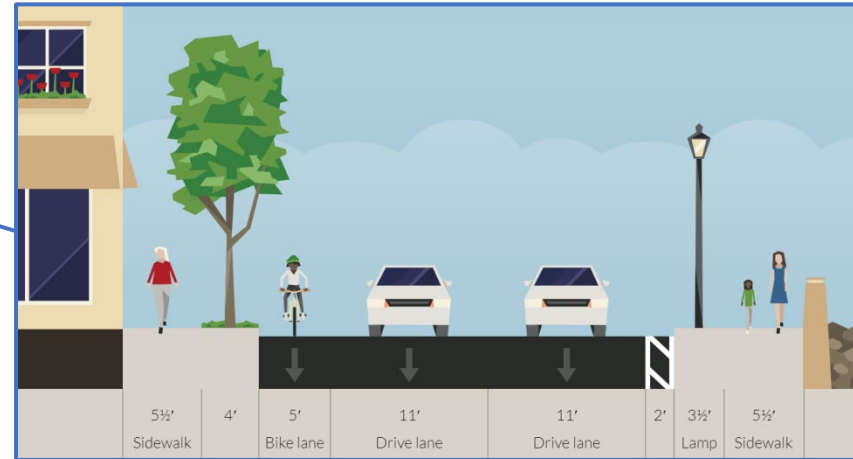 5½′ 4′ 5′ 11′ 11′ 2′ 3½′ 5½′
Sidewalk Bike lane Drive lane Drive lane Lamp Sidewalk